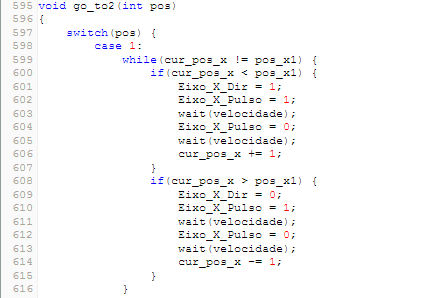 595 void go_to2(int pos)
596 {
597     switch(pos) {
598         case 1:
599             while(cur_pos_x != pos_x1) {
600                 if(cur_pos_x < pos_x1) {
601                     Eixo_X_Dir = 1;
602                     Eixo_X_Pulso = 1;
603                     wait(velocidade);
604                     Eixo_X_Pulso = 0;
605                     wait(velocidade);
606                     cur_pos_x += 1;
607                 }
608                 if(cur_pos_x > pos_x1) {
609                     Eixo_X_Dir = 0;
610                     Eixo_X_Pulso = 1;
611                     wait(velocidade);
612                     Eixo_X_Pulso = 0;
613                     wait(velocidade);
614                     cur_pos_x -= 1;
615                 }
616             }